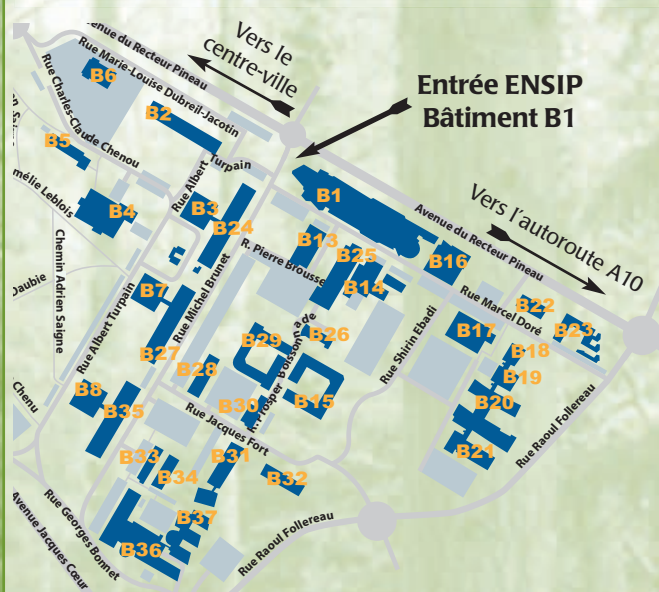 Vers le
centre-ville
Entrée ENSIP
Bâtiment B1
Vers l'autoroute A10
enue du Recteur Pineau
Rue Marie-Louise Dubreil-Jacotin
Rue Charles-Claude Chenou
B6
B2
B5
Rue Albert
Turpain
mélie Leblois
B4
B3
B24
B1
Avenue du Recteur Pineau
B13
B25
B14
B16
R. Pierre Brousse
Rue Marcel Doré
Chemin Adrien Saigne
Daubie
B7
Rue Michel Brunet
Rue Albert Turpain
B22
B23
B17
B18
B19
B20
B21
Rue Shirin Ebadi
B26
B29
B27
B28
R. Prosper Boissonnade
B15
B30
B8
B35
Chenu
Rue Jacques Fort
Rue Raoul Follereau
B33
B34
B31
B32
B37
B36
Rue Georges Bonnet
Avenue Jacques Cœur
Rue Raoul Follereau